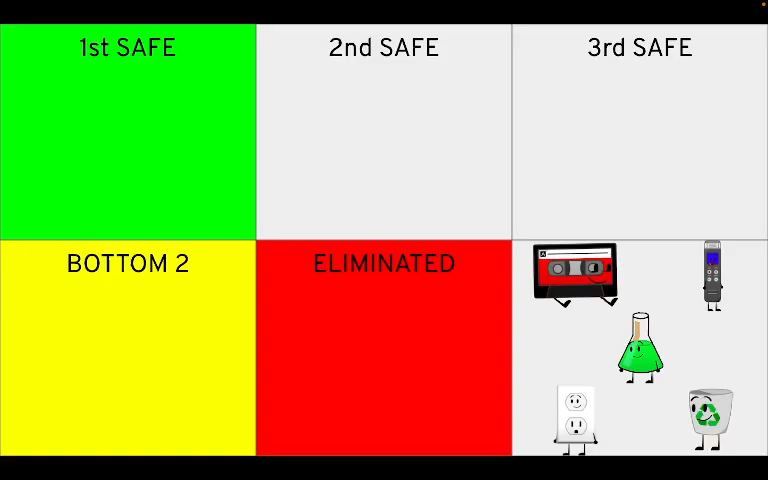 1st SAFE
2nd SAFE
3rd SAFE
BOTTOM 2
ELIMINATED
A